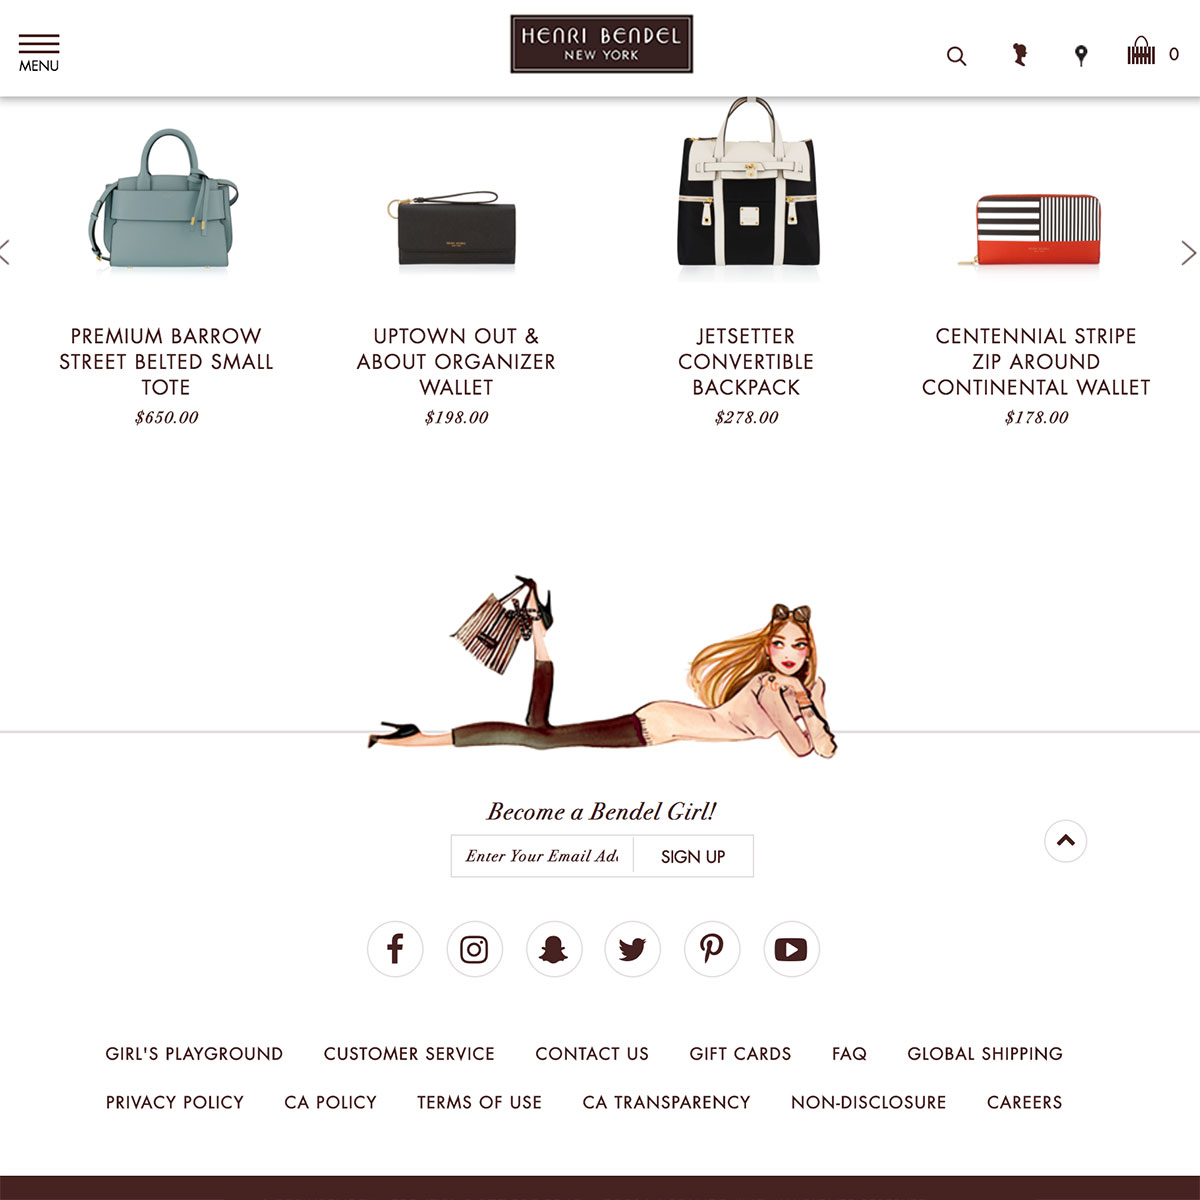 MENU
HENRI BENDEL
NEW YORK
0
PREMIUM BARROW
STREET BELTED SMALL
TOTE
$650.00
UPTOWN OUT &
ABOUT ORGANIZER
WALLET
$198.00
JETSETTER
CONVERTIBLE
BACKPACK
$278.00
CENTENNIAL STRIPE
ZIP AROUND
CONTINENTAL WALLET
$178.00
Become a Bendel Girl!
Enter Your Email Add
SIGN UP
GIRL'S PLAYGROUND CUSTOMER SERVICE CONTACT US GIFT CARDS FAQ GLOBAL SHIPPING
PRIVACY POLICY CA POLICY TERMS OF USE CA TRANSPARENCY NON-DISCLOSURE CAREERS